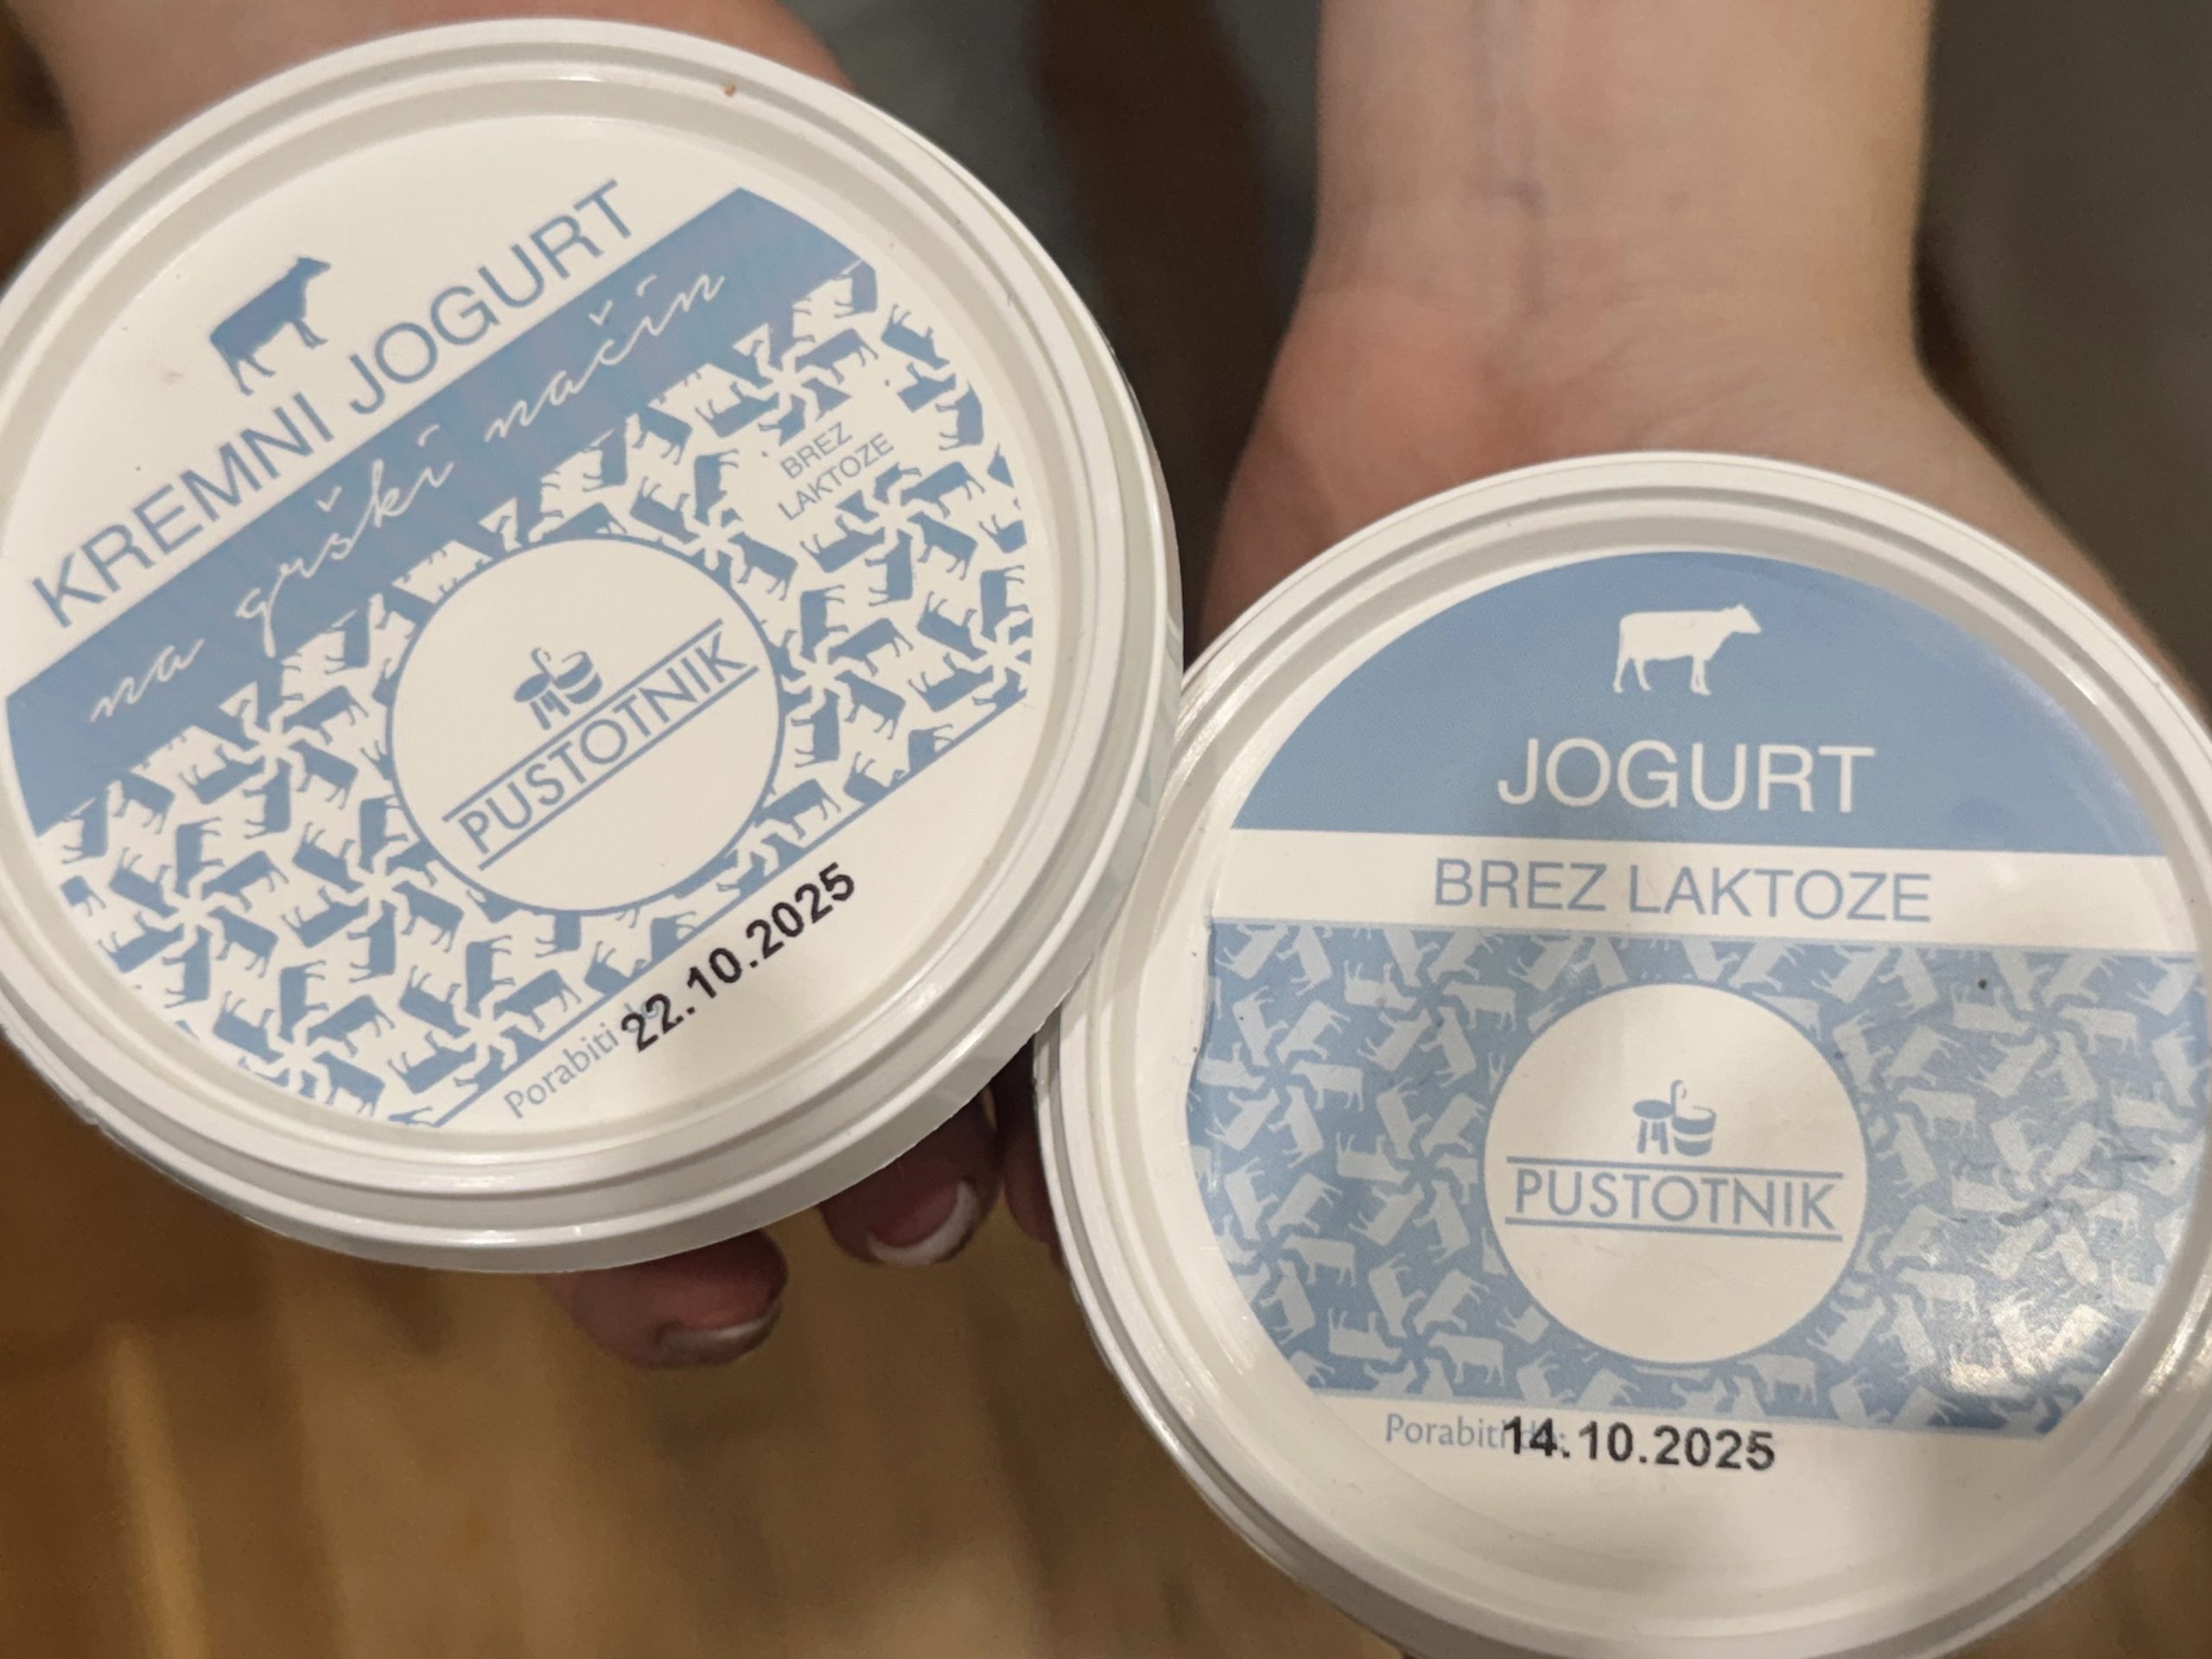 KREMNI JOGURT
na grški način
BREZ
LAKTOZE
PUSTOTNIK
Porabiti do
22.10.2025
JOGURT
BREZ LAKTOZE
PUSTOTNIK
Porabiti do:
14.10.2025